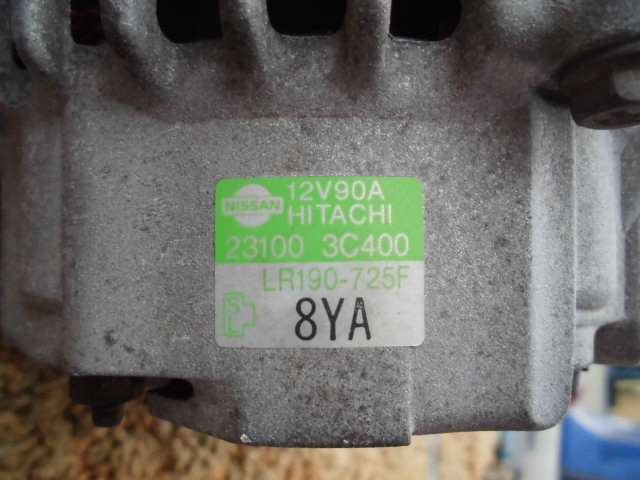 NISSAN
12V90A
HITACHI
23100 3C400
LR190-725F
8YA